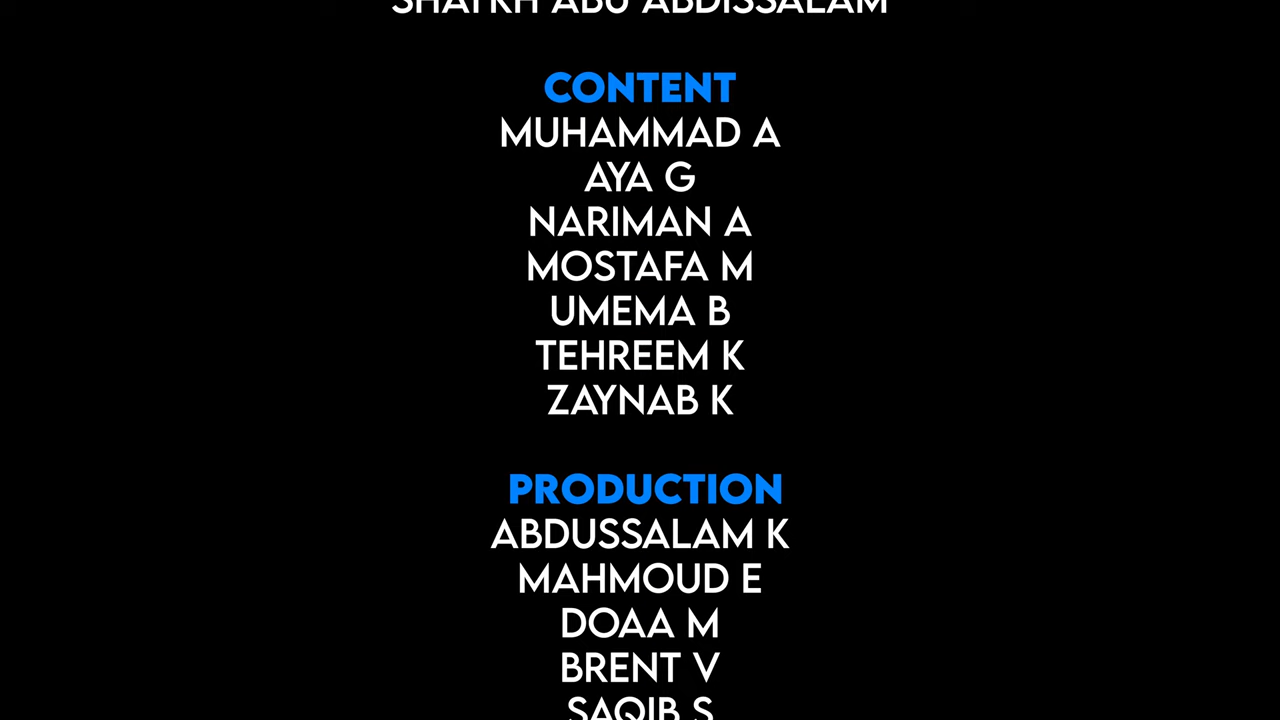 SHAYKH ABU ABDISSALAM
CONTENT
MUHAMMAD A
AYA G
NARIMAN A
MOSTAFA M
UMEMA B
TEHREEM K
ZAYNAB K
PRODUCTION
ABDUSSALAM K
MAHMOUD E
DOAA M
BRENT V
SAQIB S